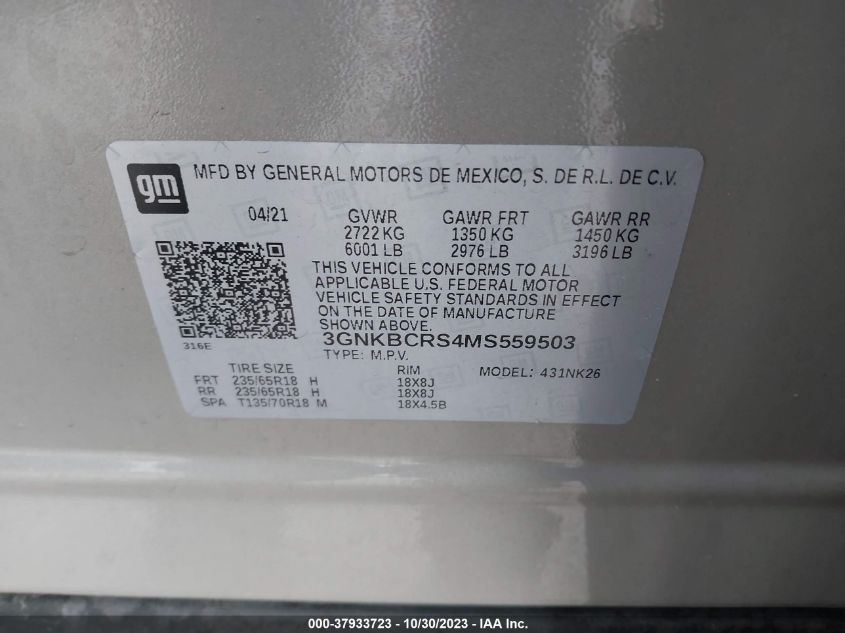 gm
MFD BY GENERAL MOTORS DE MEXICO, S. DE R.L. DE C.V.
04/21 GVWR GAWR FRT GAWR RR
2722 KG 1350 KG 1450 KG
6001 LB 2976 LB 3196 LB
THIS VEHICLE CONFORMS TO ALL
APPLICABLE U.S. FEDERAL MOTOR
VEHICLE SAFETY STANDARDS IN EFFECT
ON THE DATE OF MANUFACTURE
SHOWN ABOVE.
316E 3GNKBCRS4MS559503
TYPE: M.P.V.
TIRE SIZE RIM MODEL: 431NK26
FRT 235/65R18 H 18X8J
RR 235/65R18 H 18X8J
SPA T135/70R18 M 18X4.5B
000-37933723 - 10/30/2023 - IAA Inc.